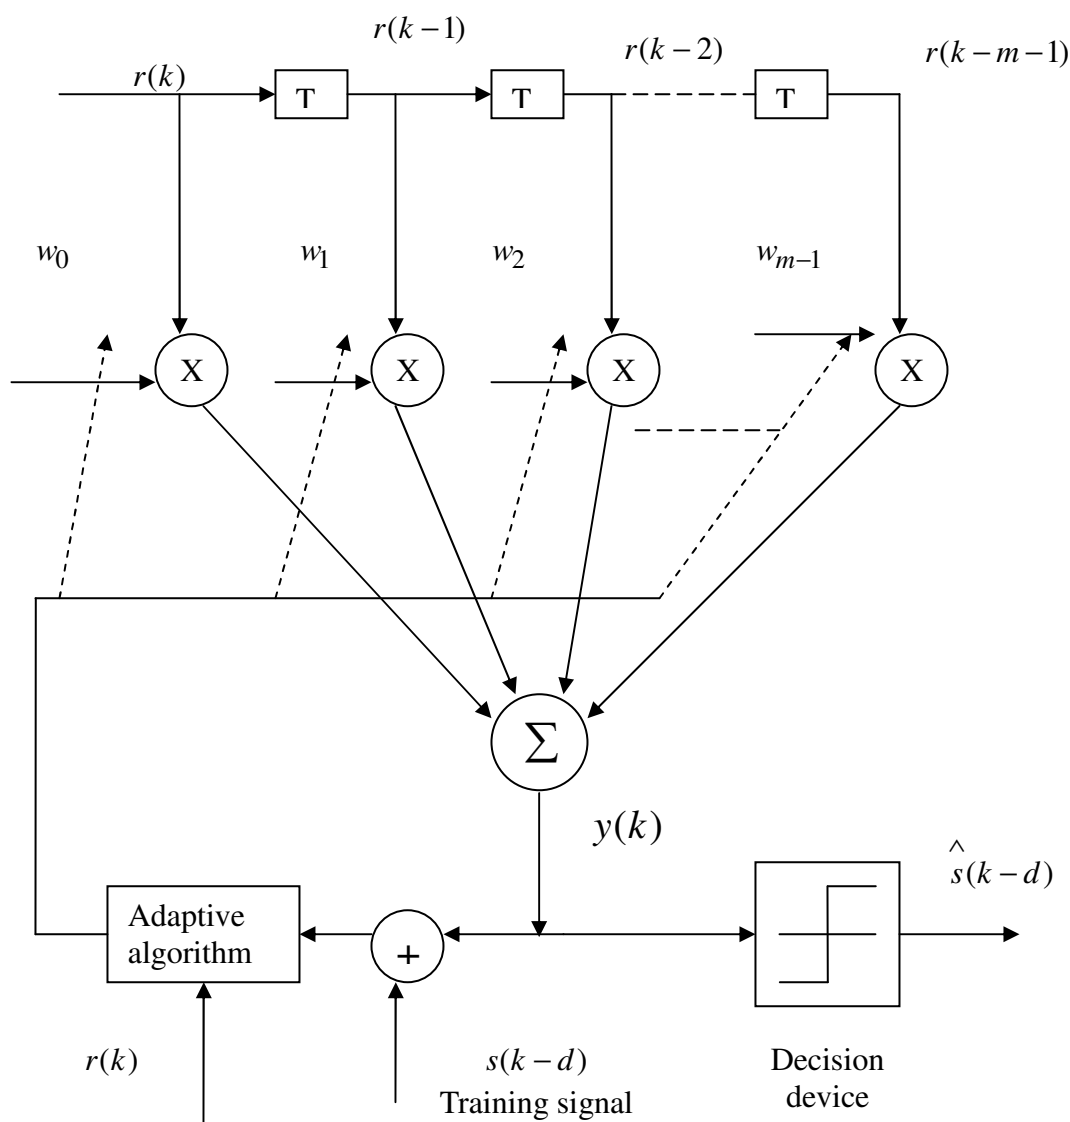 r(k−1)
r(k−2)
r(k−m−1)
r(k)
T
T
T
w₀
w₁
w₂
wₘ₋₁
X
X
X
X
∑
y(k)
^
s(k−d)
Adaptive
algorithm
+
r(k)
s(k−d)
Training signal
Decision
device